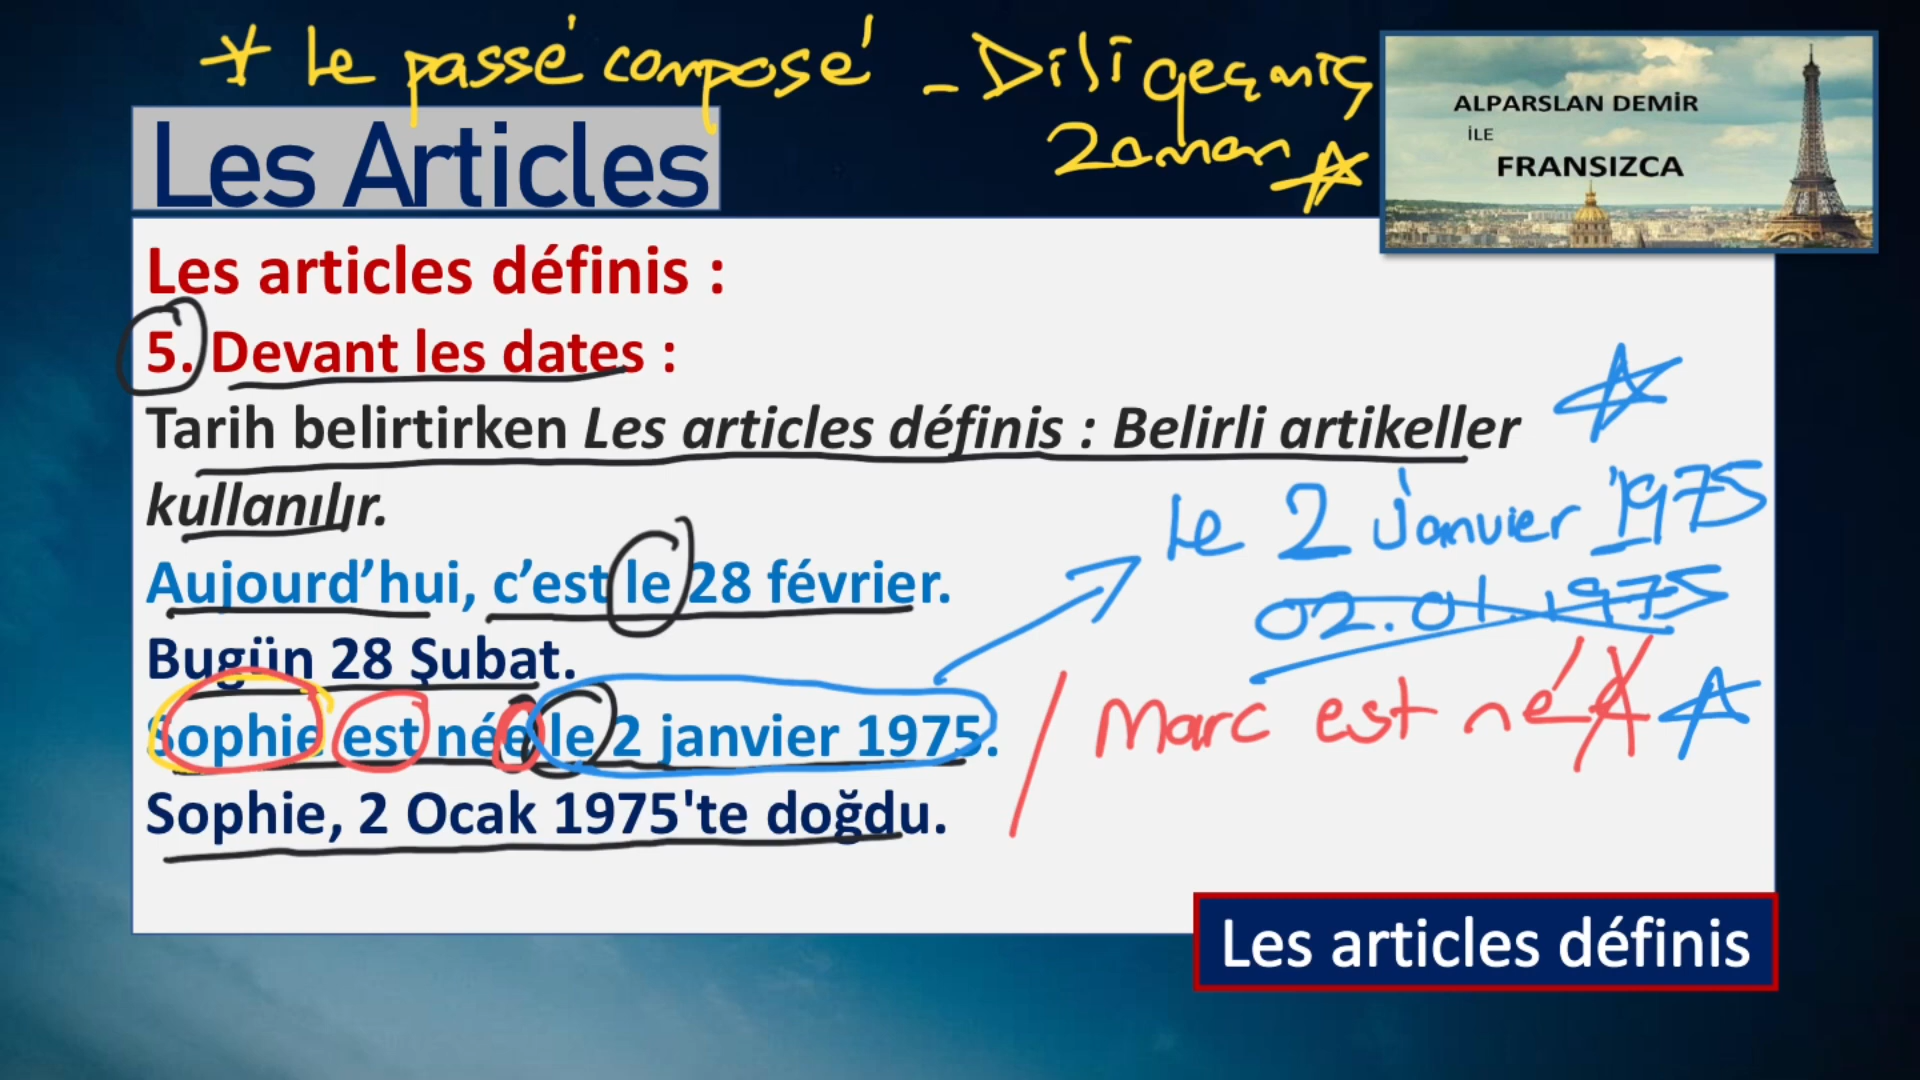 * Le passé composé - Dili geçmiş
Zaman
ALPARSLAN DEMİR
İLE
FRANSIZCA
Les Articles
Les articles définis :
5. Devant les dates :
Tarih belirtirken Les articles définis : Belirli artikeller
kullanılır.
Le 2 janvier 1975
Aujourd’hui, c’est le 28 février.
02.01.1975
Bugün 28 Şubat.
Sophie est née le 2 janvier 1975.
/ Marc est né
Sophie, 2 Ocak 1975'te doğdu.
Les articles définis